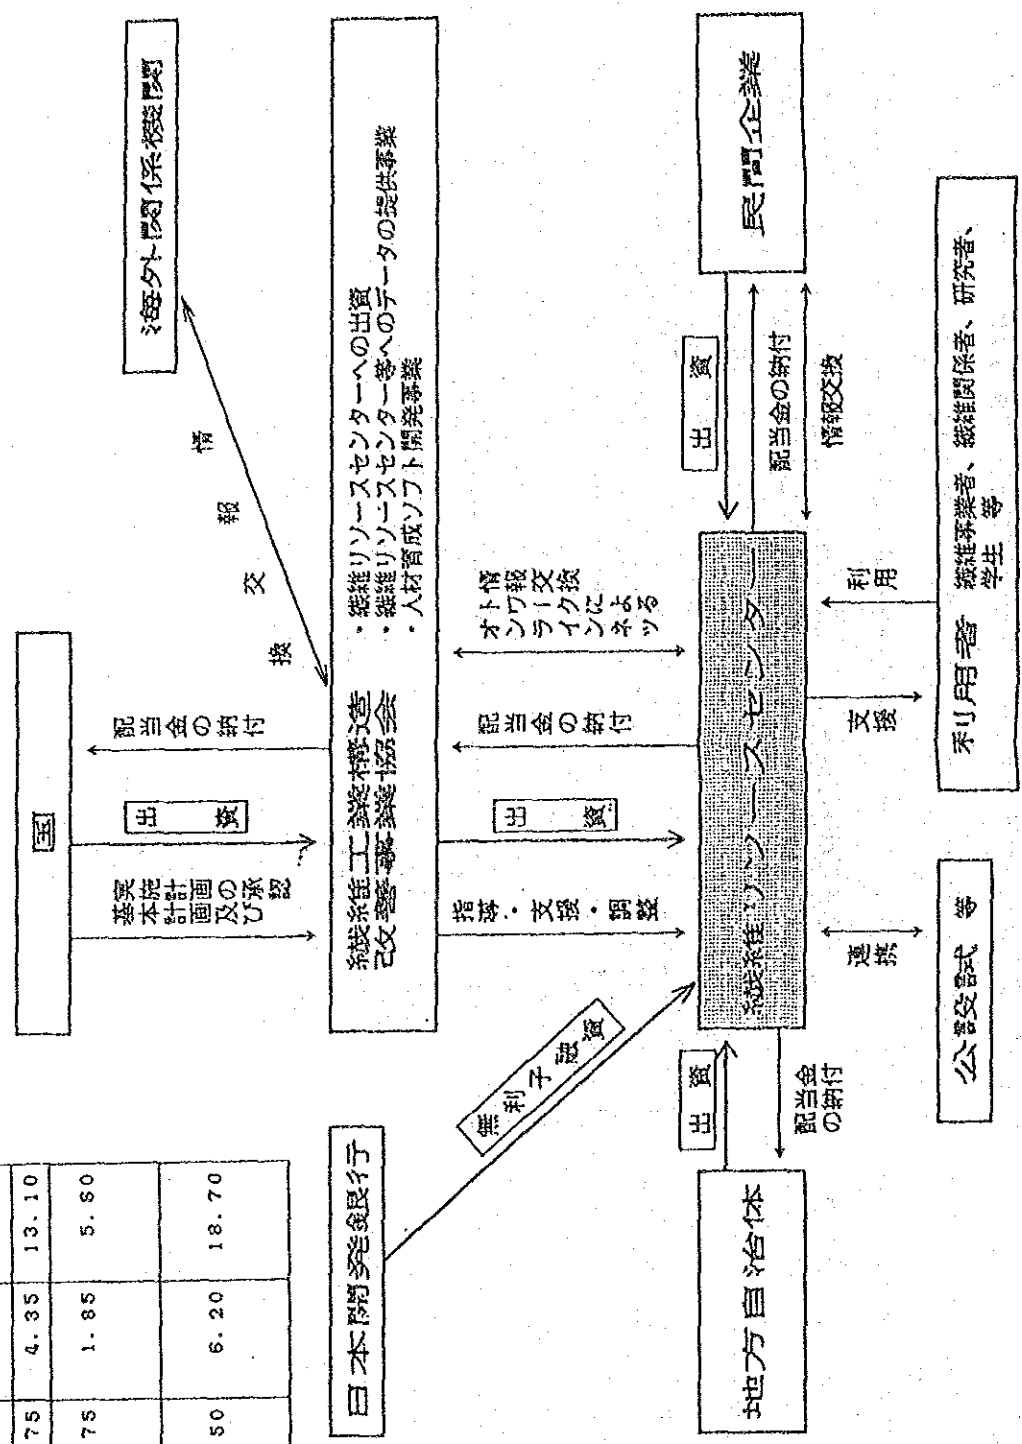 国
基本計画及び
実施計画の承認
出資
配当金の納付
情報交換
海外関係機関
繊維工業構造
改善事業協会
・繊維リソースセンターへの出資
・繊維リソースセンター等へのデータの提供事業
・人材育成ソフト開発事業
日本開発銀行
無利子融資
指導・支援・調整
出資
配当金の納付
オンラインネッ
トワークによる
情報交換
地方自治体
出資
配当金
の納付
繊維リソースセンター
出資
配当金の納付
情報交換
民間企業
連携
支援
利用
公設試 等
利用者 繊維事業者、繊維関係者、研究者、
学生 等
75 4.35 13.10
75 1.85 5.80
50 6.20 18.70